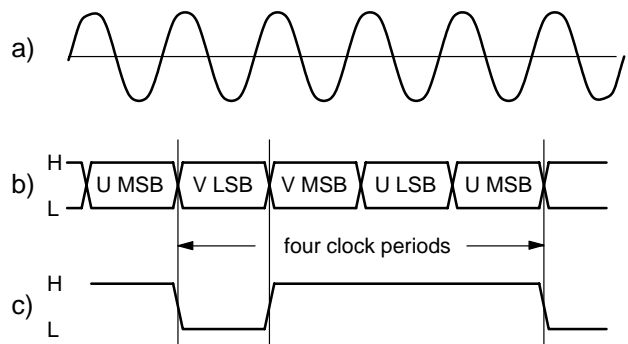 a)
H
b) U MSB V LSB V MSB U LSB U MSB
L
four clock periods
H
c)
L